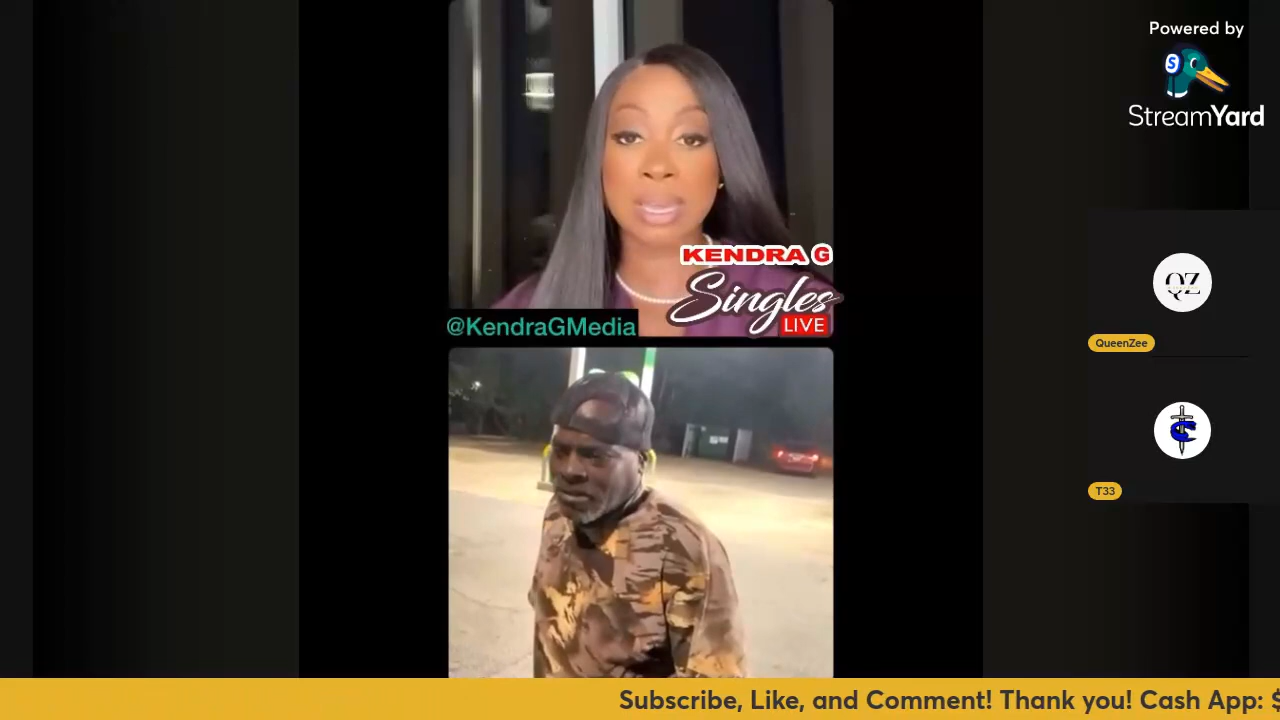 Powered by
StreamYard
KENDRA G
Singles
LIVE
@KendraGMedia
QZ
QueenZee
T33
Subscribe, Like, and Comment! Thank you! Cash App: $